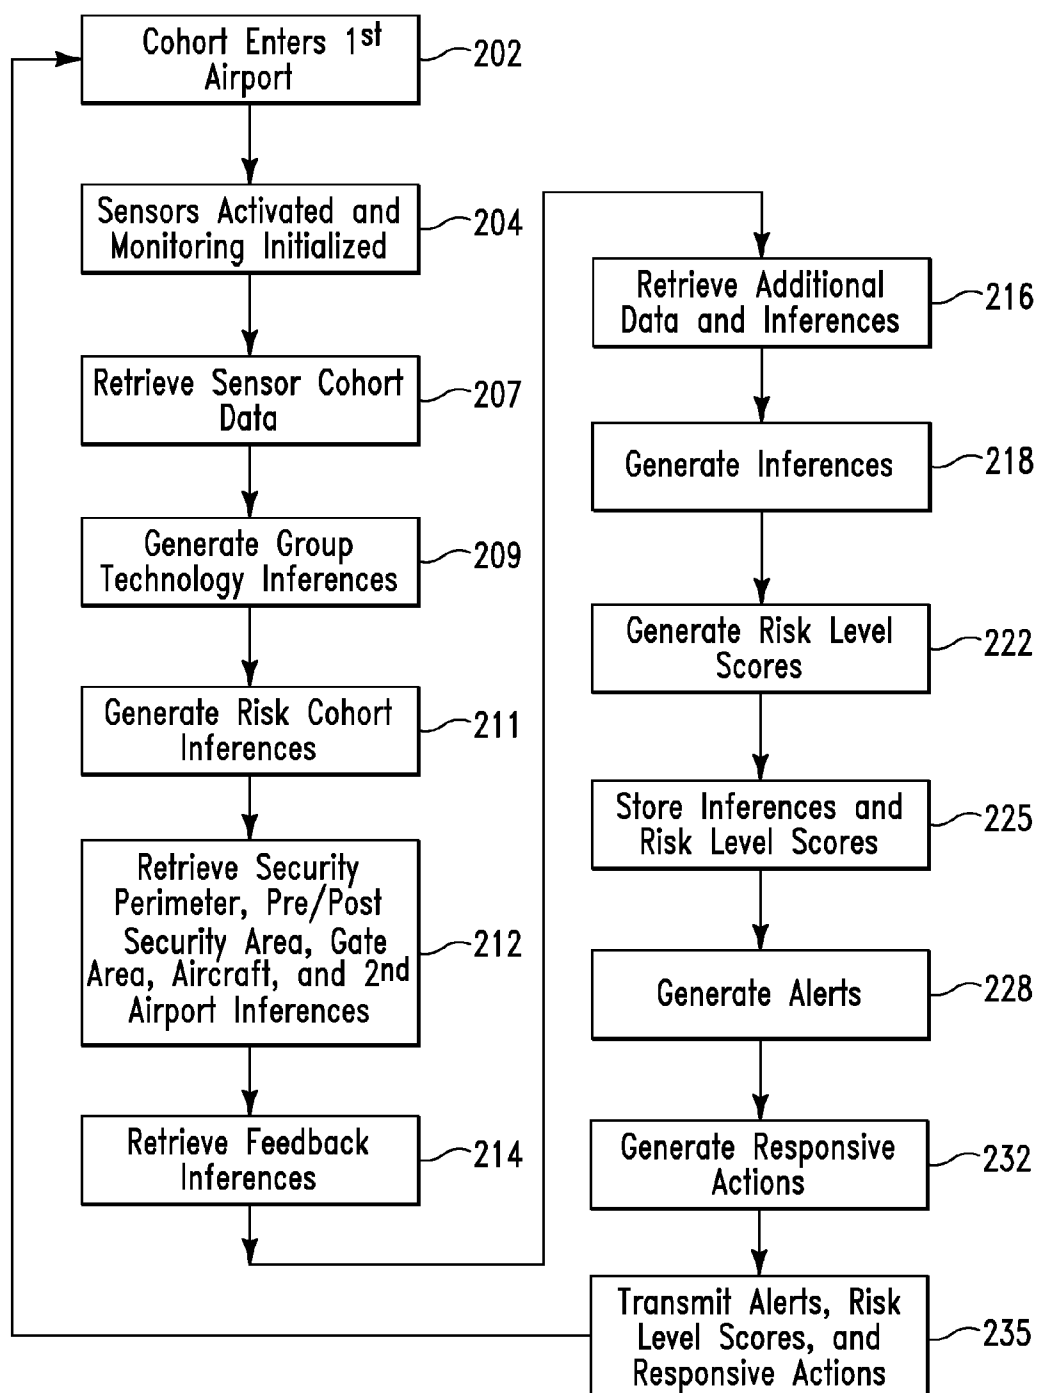 Cohort Enters 1st
Airport
202
Sensors Activated and
Monitoring Initialized
204
Retrieve Sensor Cohort
Data
207
Generate Group
Technology Inferences
209
Generate Risk Cohort
Inferences
211
Retrieve Security
Perimeter, Pre/Post
Security Area, Gate
Area, Aircraft, and 2nd
Airport Inferences
212
Retrieve Feedback
Inferences
214
Retrieve Additional
Data and Inferences
216
Generate Inferences
218
Generate Risk Level
Scores
222
Store Inferences and
Risk Level Scores
225
Generate Alerts
228
Generate Responsive
Actions
232
Transmit Alerts, Risk
Level Scores, and
Responsive Actions
235